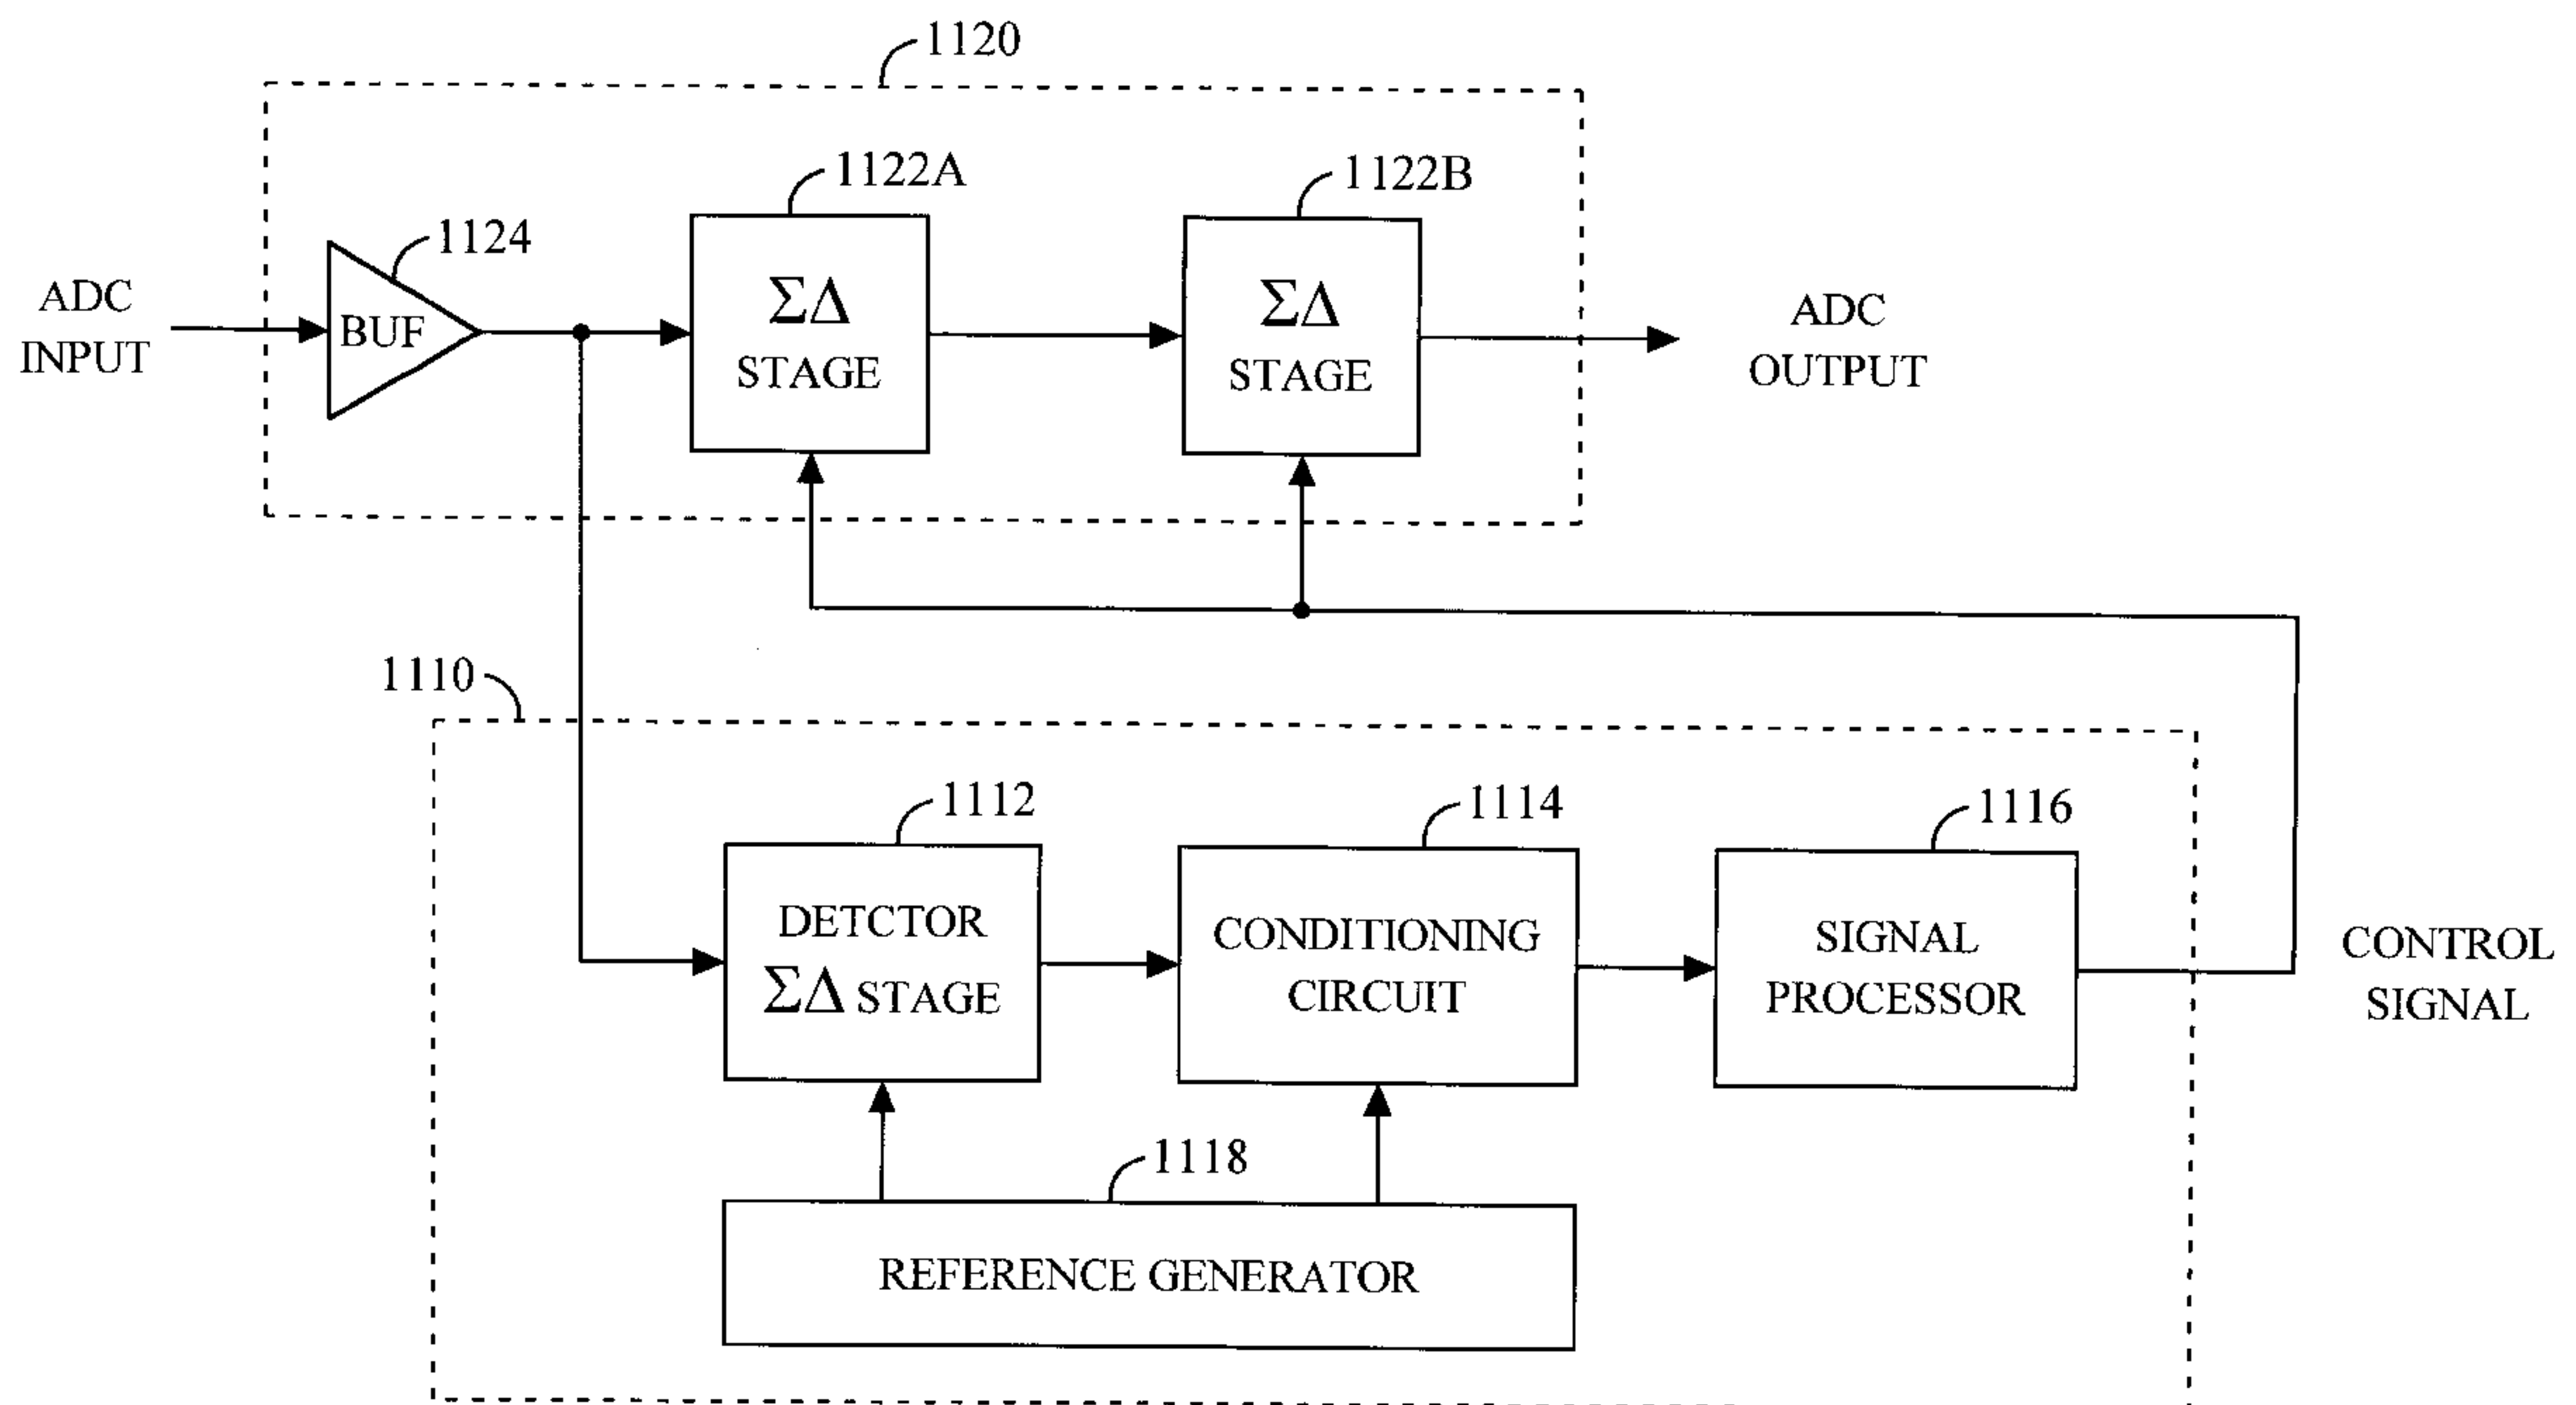 1120
1122A
1122B
1124
ADC
INPUT
BUF
ΣΔ
STAGE
ΣΔ
STAGE
ADC
OUTPUT
1110
1112
1114
1116
DETCTOR
ΣΔ STAGE
CONDITIONING
CIRCUIT
SIGNAL
PROCESSOR
CONTROL
SIGNAL
1118
REFERENCE GENERATOR